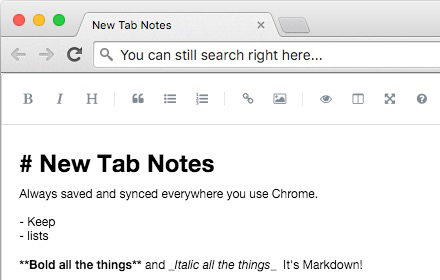 New Tab Notes
You can still search right here...
B I H
# New Tab Notes
Always saved and synced everywhere you use Chrome.
- Keep
- lists
**Bold all the things** and _Italic all the things_ It's Markdown!